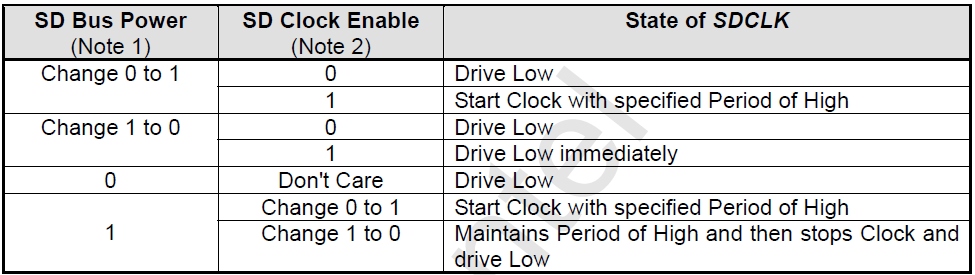 SD Bus Power SD Clock Enable State of SDCLK
(Note 1) (Note 2)
Change 0 to 1 0 Drive Low
1 Start Clock with specified Period of High
Change 1 to 0 0 Drive Low
1 Drive Low immediately
0 Don't Care Drive Low
1 Change 0 to 1 Start Clock with specified Period of High
Change 1 to 0 Maintains Period of High and then stops Clock and
drive Low